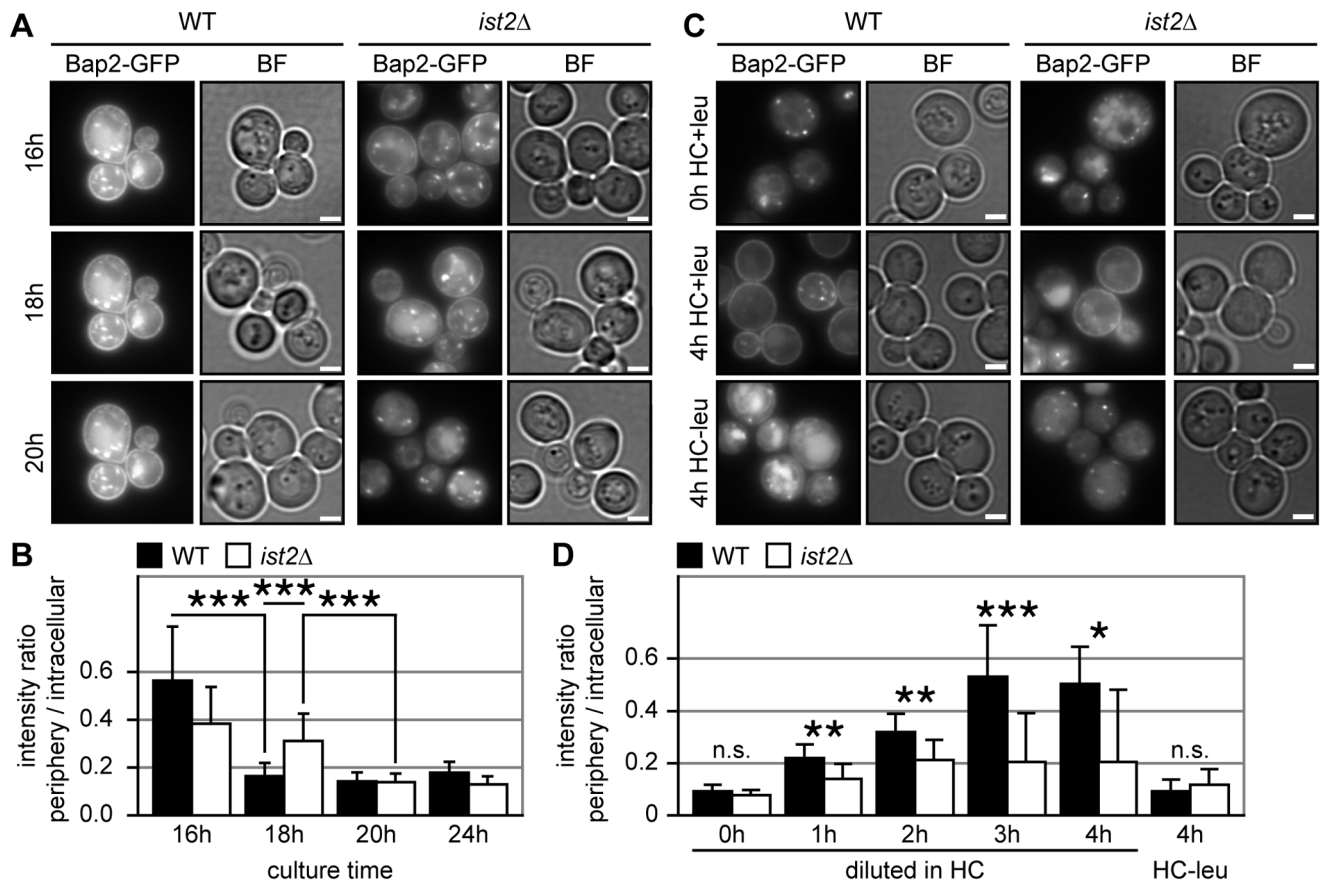 A
WT
ist2Δ
Bap2-GFP
BF
Bap2-GFP
BF
16h
18h
20h
C
WT
ist2Δ
Bap2-GFP
BF
Bap2-GFP
BF
0h HC+leu
4h HC+leu
4h HC-leu
B
WT
ist2Δ
intensity ratio
periphery / intracellular
0.6
0.4
0.2
0.0
***
***
***
16h
18h
20h
24h
culture time
D
WT
ist2Δ
intensity ratio
periphery / intracellular
0.6
0.4
0.2
0
n.s.
**
**
***
*
n.s.
0h
1h
2h
3h
4h
4h
diluted in HC
HC-leu